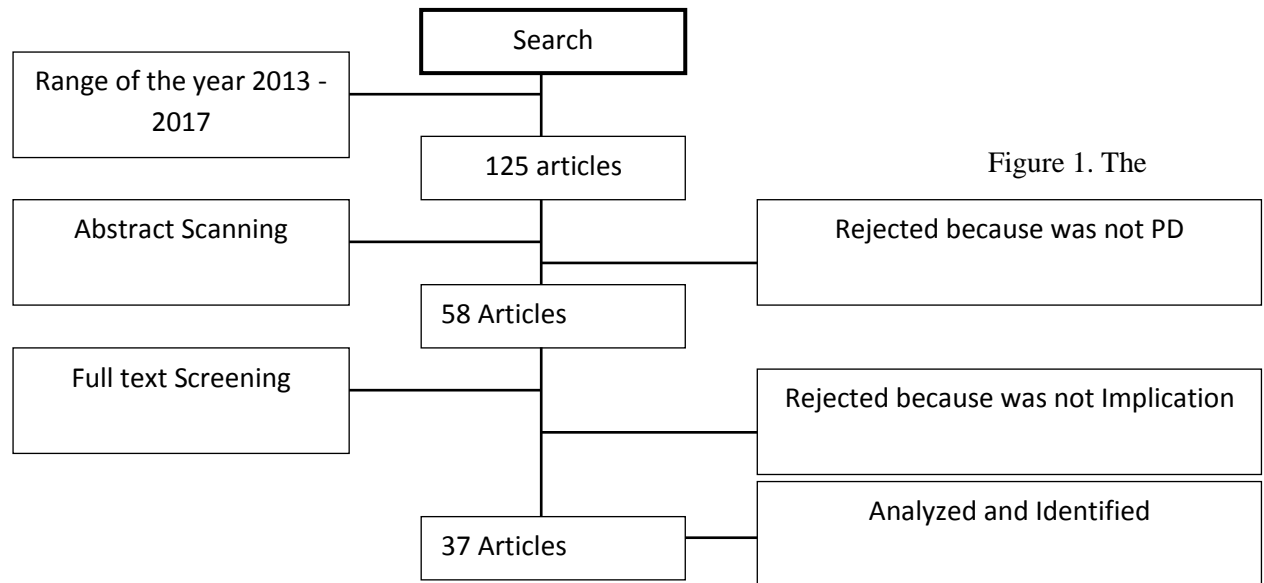 Search
Range of the year 2013 -
2017
125 articles
Figure 1. The
Abstract Scanning
Rejected because was not PD
58 Articles
Full text Screening
Rejected because was not Implication
Analyzed and Identified
37 Articles